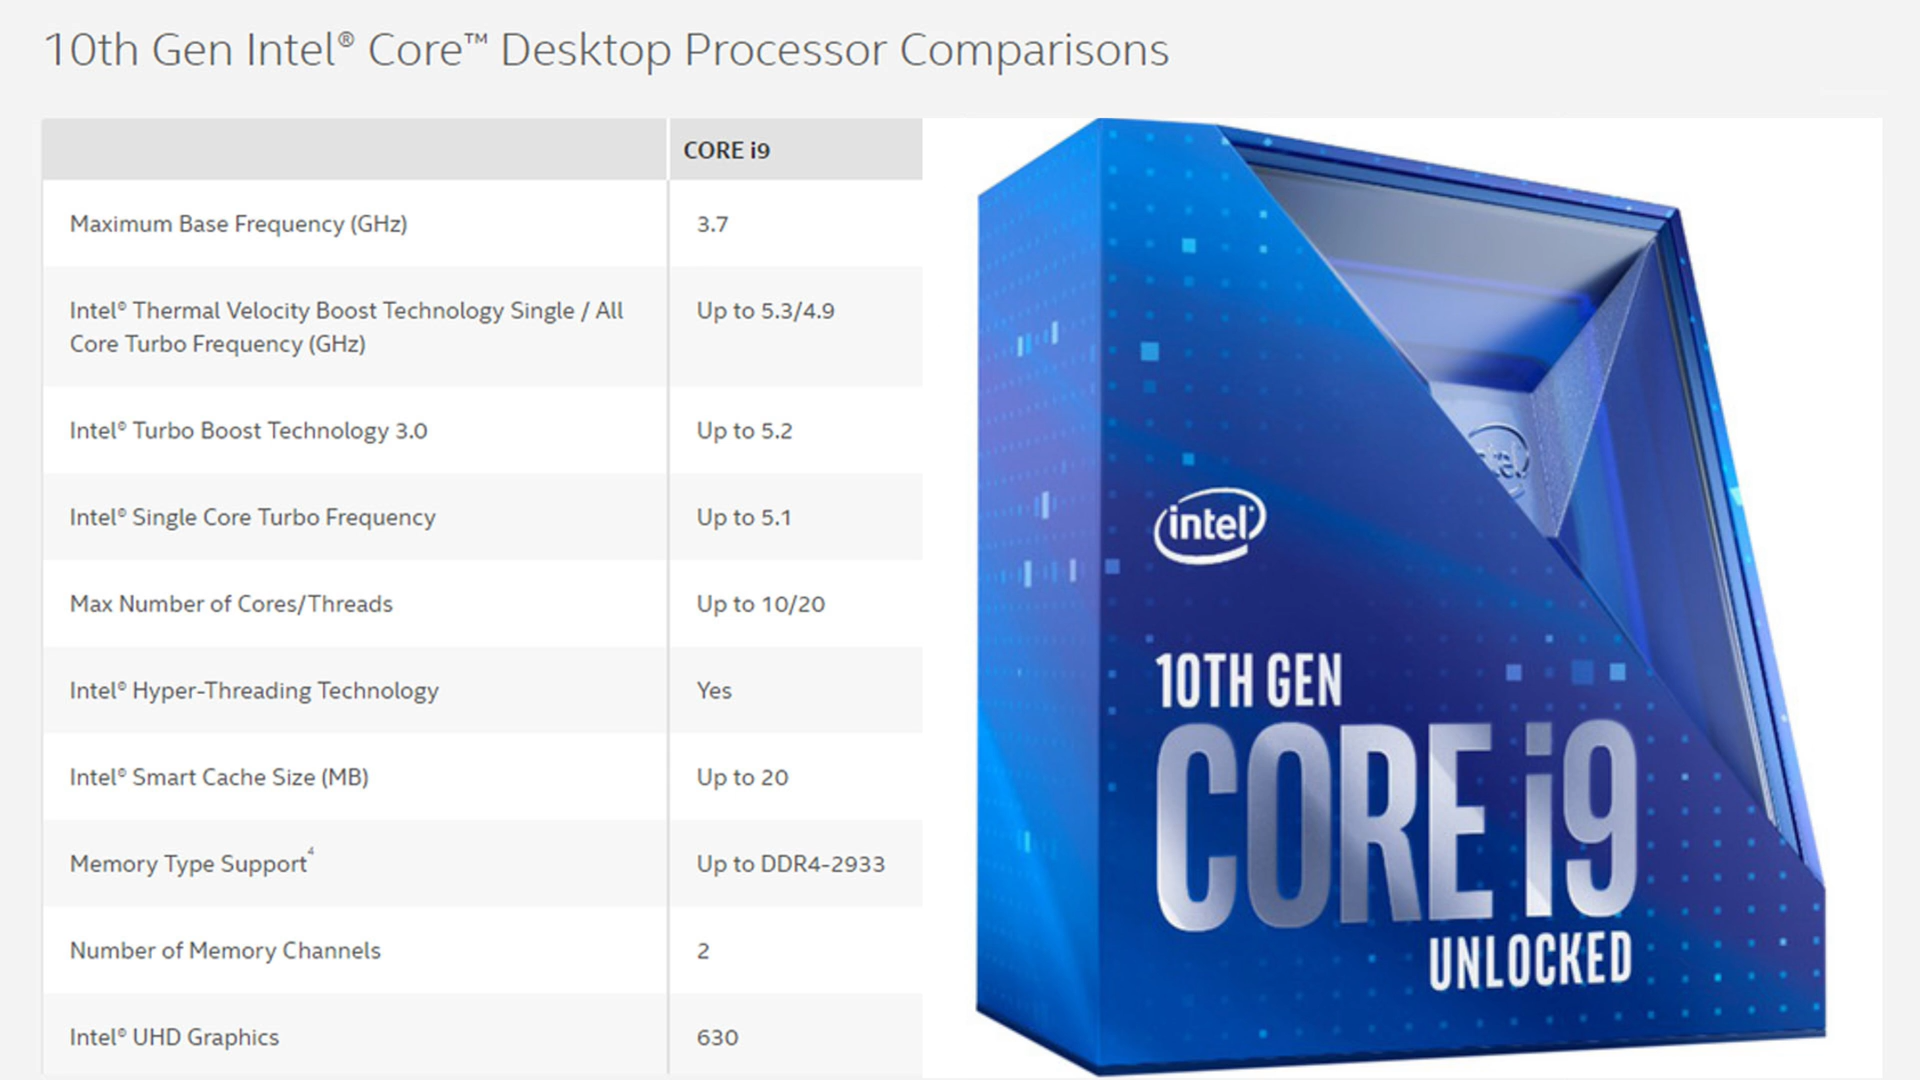 10th Gen Intel® Core™ Desktop Processor Comparisons
CORE i9
Maximum Base Frequency (GHz) 3.7
Intel® Thermal Velocity Boost Technology Single / All Up to 5.3/4.9
Core Turbo Frequency (GHz)
Intel® Turbo Boost Technology 3.0 Up to 5.2
Intel® Single Core Turbo Frequency Up to 5.1
Max Number of Cores/Threads Up to 10/20
Intel® Hyper-Threading Technology Yes
Intel® Smart Cache Size (MB) Up to 20
Memory Type Support⁴ Up to DDR4-2933
Number of Memory Channels 2
Intel® UHD Graphics 630
intel
intel
10TH GEN
CORE i9
UNLOCKED